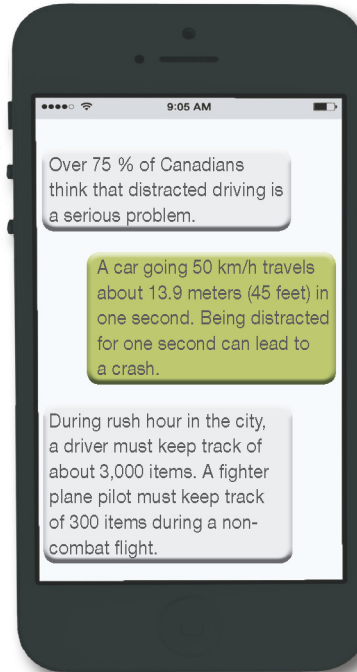 9:05 AM
Over 75 % of Canadians
think that distracted driving is
a serious problem.
A car going 50 km/h travels
about 13.9 meters (45 feet) in
one second. Being distracted
for one second can lead to
a crash.
During rush hour in the city,
a driver must keep track of
about 3,000 items. A fighter
plane pilot must keep track
of 300 items during a non-
combat flight.